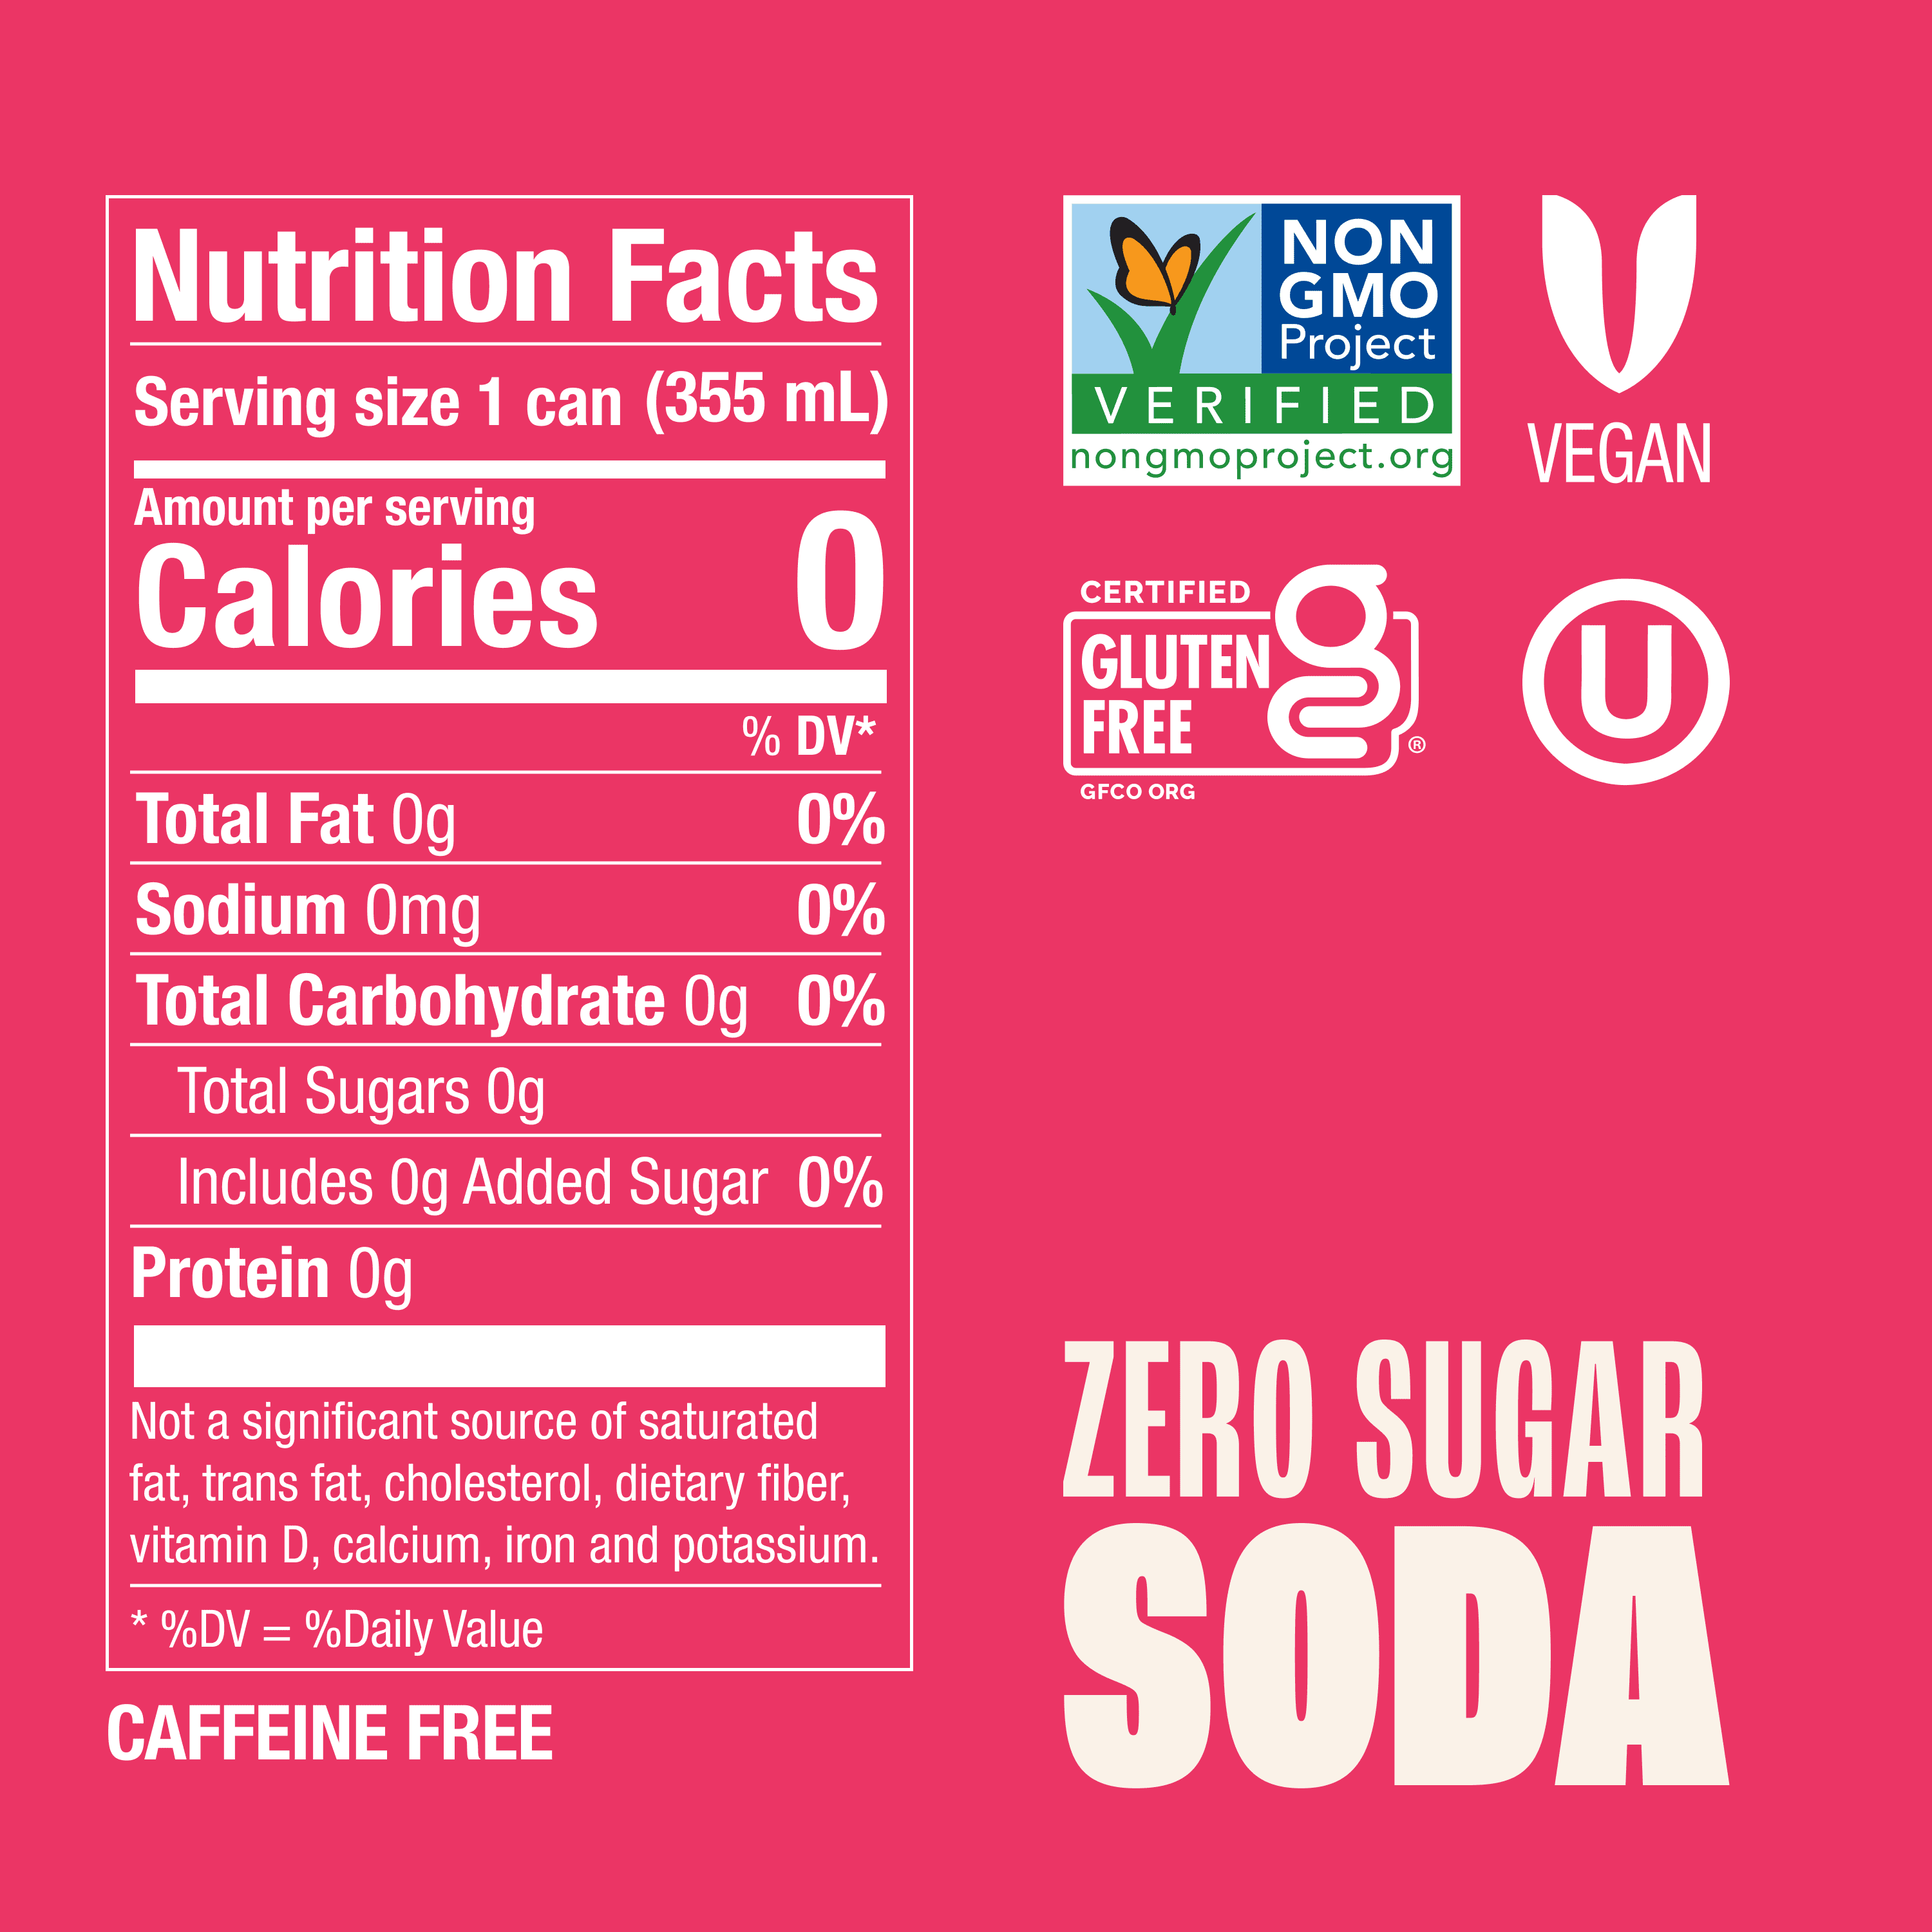 Nutrition Facts
Serving size 1 can (355 mL)
Amount per serving
Calories 0
% DV*
Total Fat 0g 0%
Sodium 0mg 0%
Total Carbohydrate 0g 0%
Total Sugars 0g
Includes 0g Added Sugar 0%
Protein 0g
Not a significant source of saturated
fat, trans fat, cholesterol, dietary fiber,
vitamin D, calcium, iron and potassium.
* %DV = %Daily Value
CAFFEINE FREE
NON
GMO
Project
VERIFIED
nongmoproject.org
VEGAN
CERTIFIED
GLUTEN
FREE
g
®
GFCO ORG
U
ZERO SUGAR
SODA